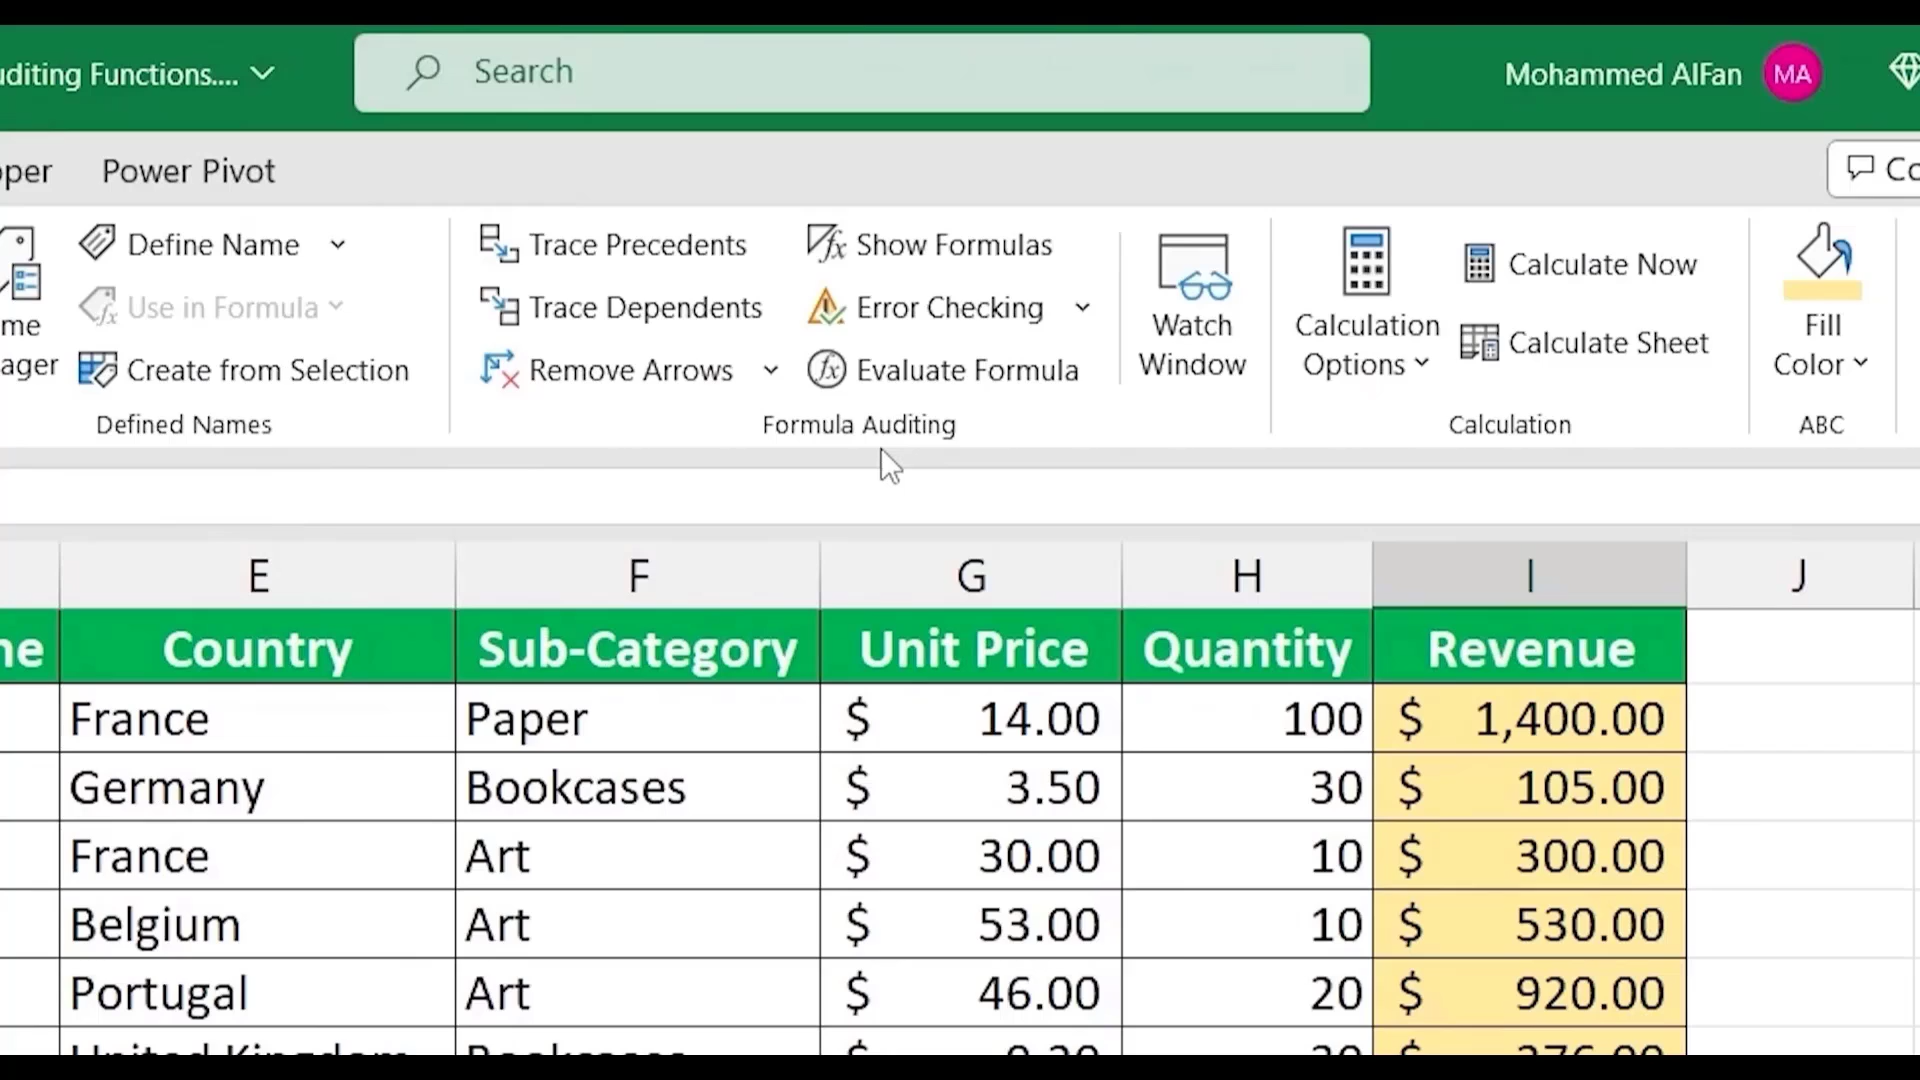 uditing Functions.... Search Mohammed AlFan MA
Power Pivot
Define Name Trace Precedents Show Formulas
Use in Formula Trace Dependents Error Checking
Create from Selection Remove Arrows Evaluate Formula
me
ager
Watch
Window
Calculation
Options
Calculate Now
Calculate Sheet
Fill
Color
Defined Names Formula Auditing Calculation ABC
E F G H I J
Country Sub-Category Unit Price Quantity Revenue
France Paper $ 14.00 100 $ 1,400.00
Germany Bookcases $ 3.50 30 $ 105.00
France Art $ 30.00 10 $ 300.00
Belgium Art $ 53.00 10 $ 530.00
Portugal Art $ 46.00 20 $ 920.00